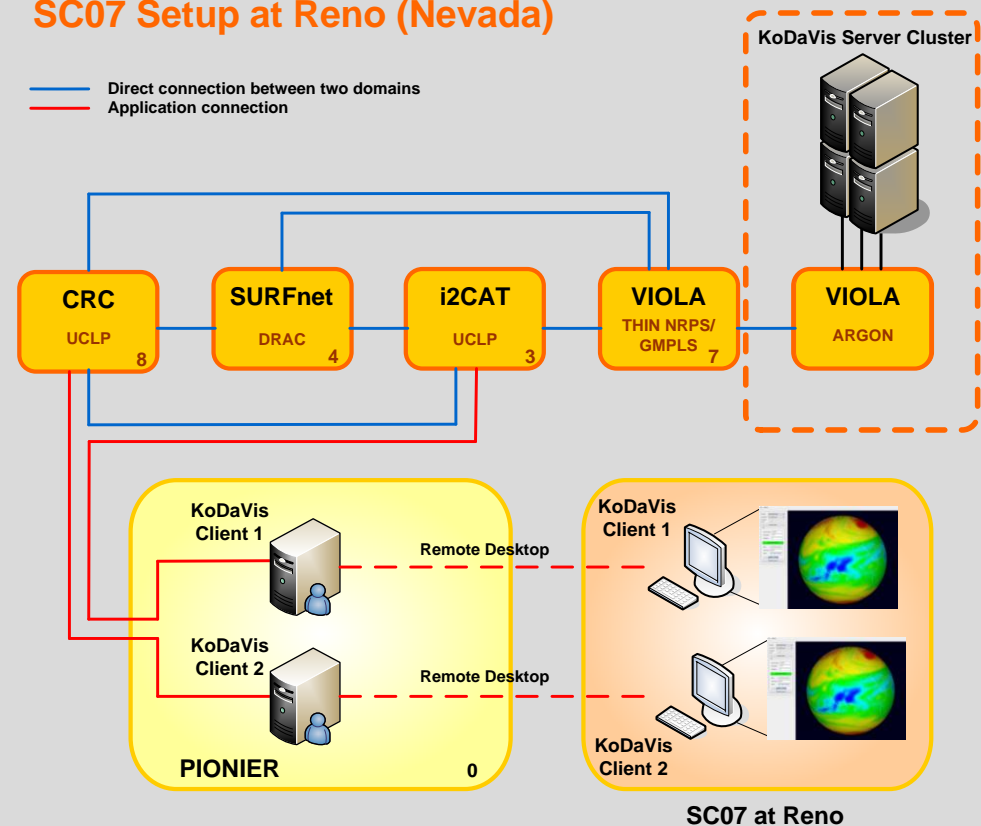 SC07 Setup at Reno (Nevada)
KoDaVis Server Cluster
Direct connection between two domains
Application connection
CRC
UCLP
8
SURFnet
DRAC
4
i2CAT
UCLP
3
VIOLA
THIN NRPS/
GMPLS
7
VIOLA
ARGON
KoDaVis
Client 1
Remote Desktop
KoDaVis
Client 1
KoDaVis
Client 2
Remote Desktop
KoDaVis
Client 2
PIONIER
0
SC07 at Reno